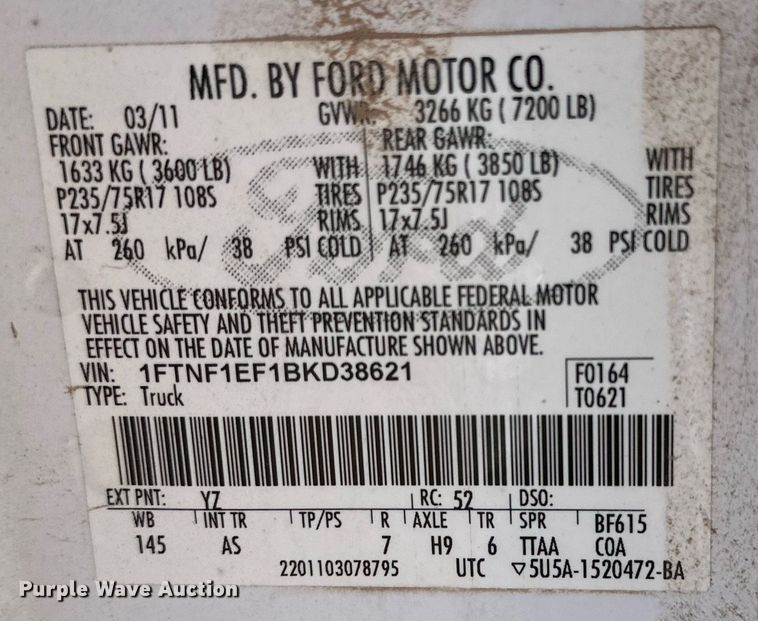 MFD. BY FORD MOTOR CO.
DATE: 03/11 GVWR: 3266 KG ( 7200 LB)
FRONT GAWR: REAR GAWR:
1633 KG ( 3600 LB) WITH 1746 KG ( 3850 LB) WITH
P235/75R17 108S TIRES P235/75R17 108S TIRES
17x7.5J RIMS 17x7.5J RIMS
AT 260 kPa/ 38 PSI COLD AT 260 kPa/ 38 PSI COLD
Ford
THIS VEHICLE CONFORMS TO ALL APPLICABLE FEDERAL MOTOR
VEHICLE SAFETY AND THEFT PREVENTION STANDARDS IN
EFFECT ON THE DATE OF MANUFACTURE SHOWN ABOVE.
VIN: 1FTNF1EF1BKD38621 F0164
TYPE: Truck T0621
EXT PNT: YZ RC: 52 DSO:
WB INT TR TP/PS R AXLE TR SPR BF615
145 AS 7 H9 6 TTAA COA
2201103078795 UTC ▽5U5A-1520472-BA
Purple Wave Auction